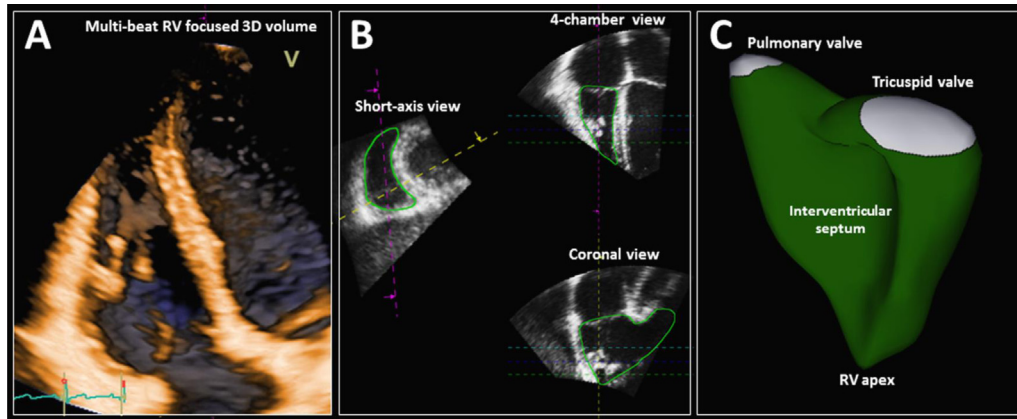 A
Multi-beat RV focused 3D volume
V
B
4-chamber view
Short-axis view
Coronal view
C
Pulmonary valve
Tricuspid valve
Interventricular
septum
RV apex